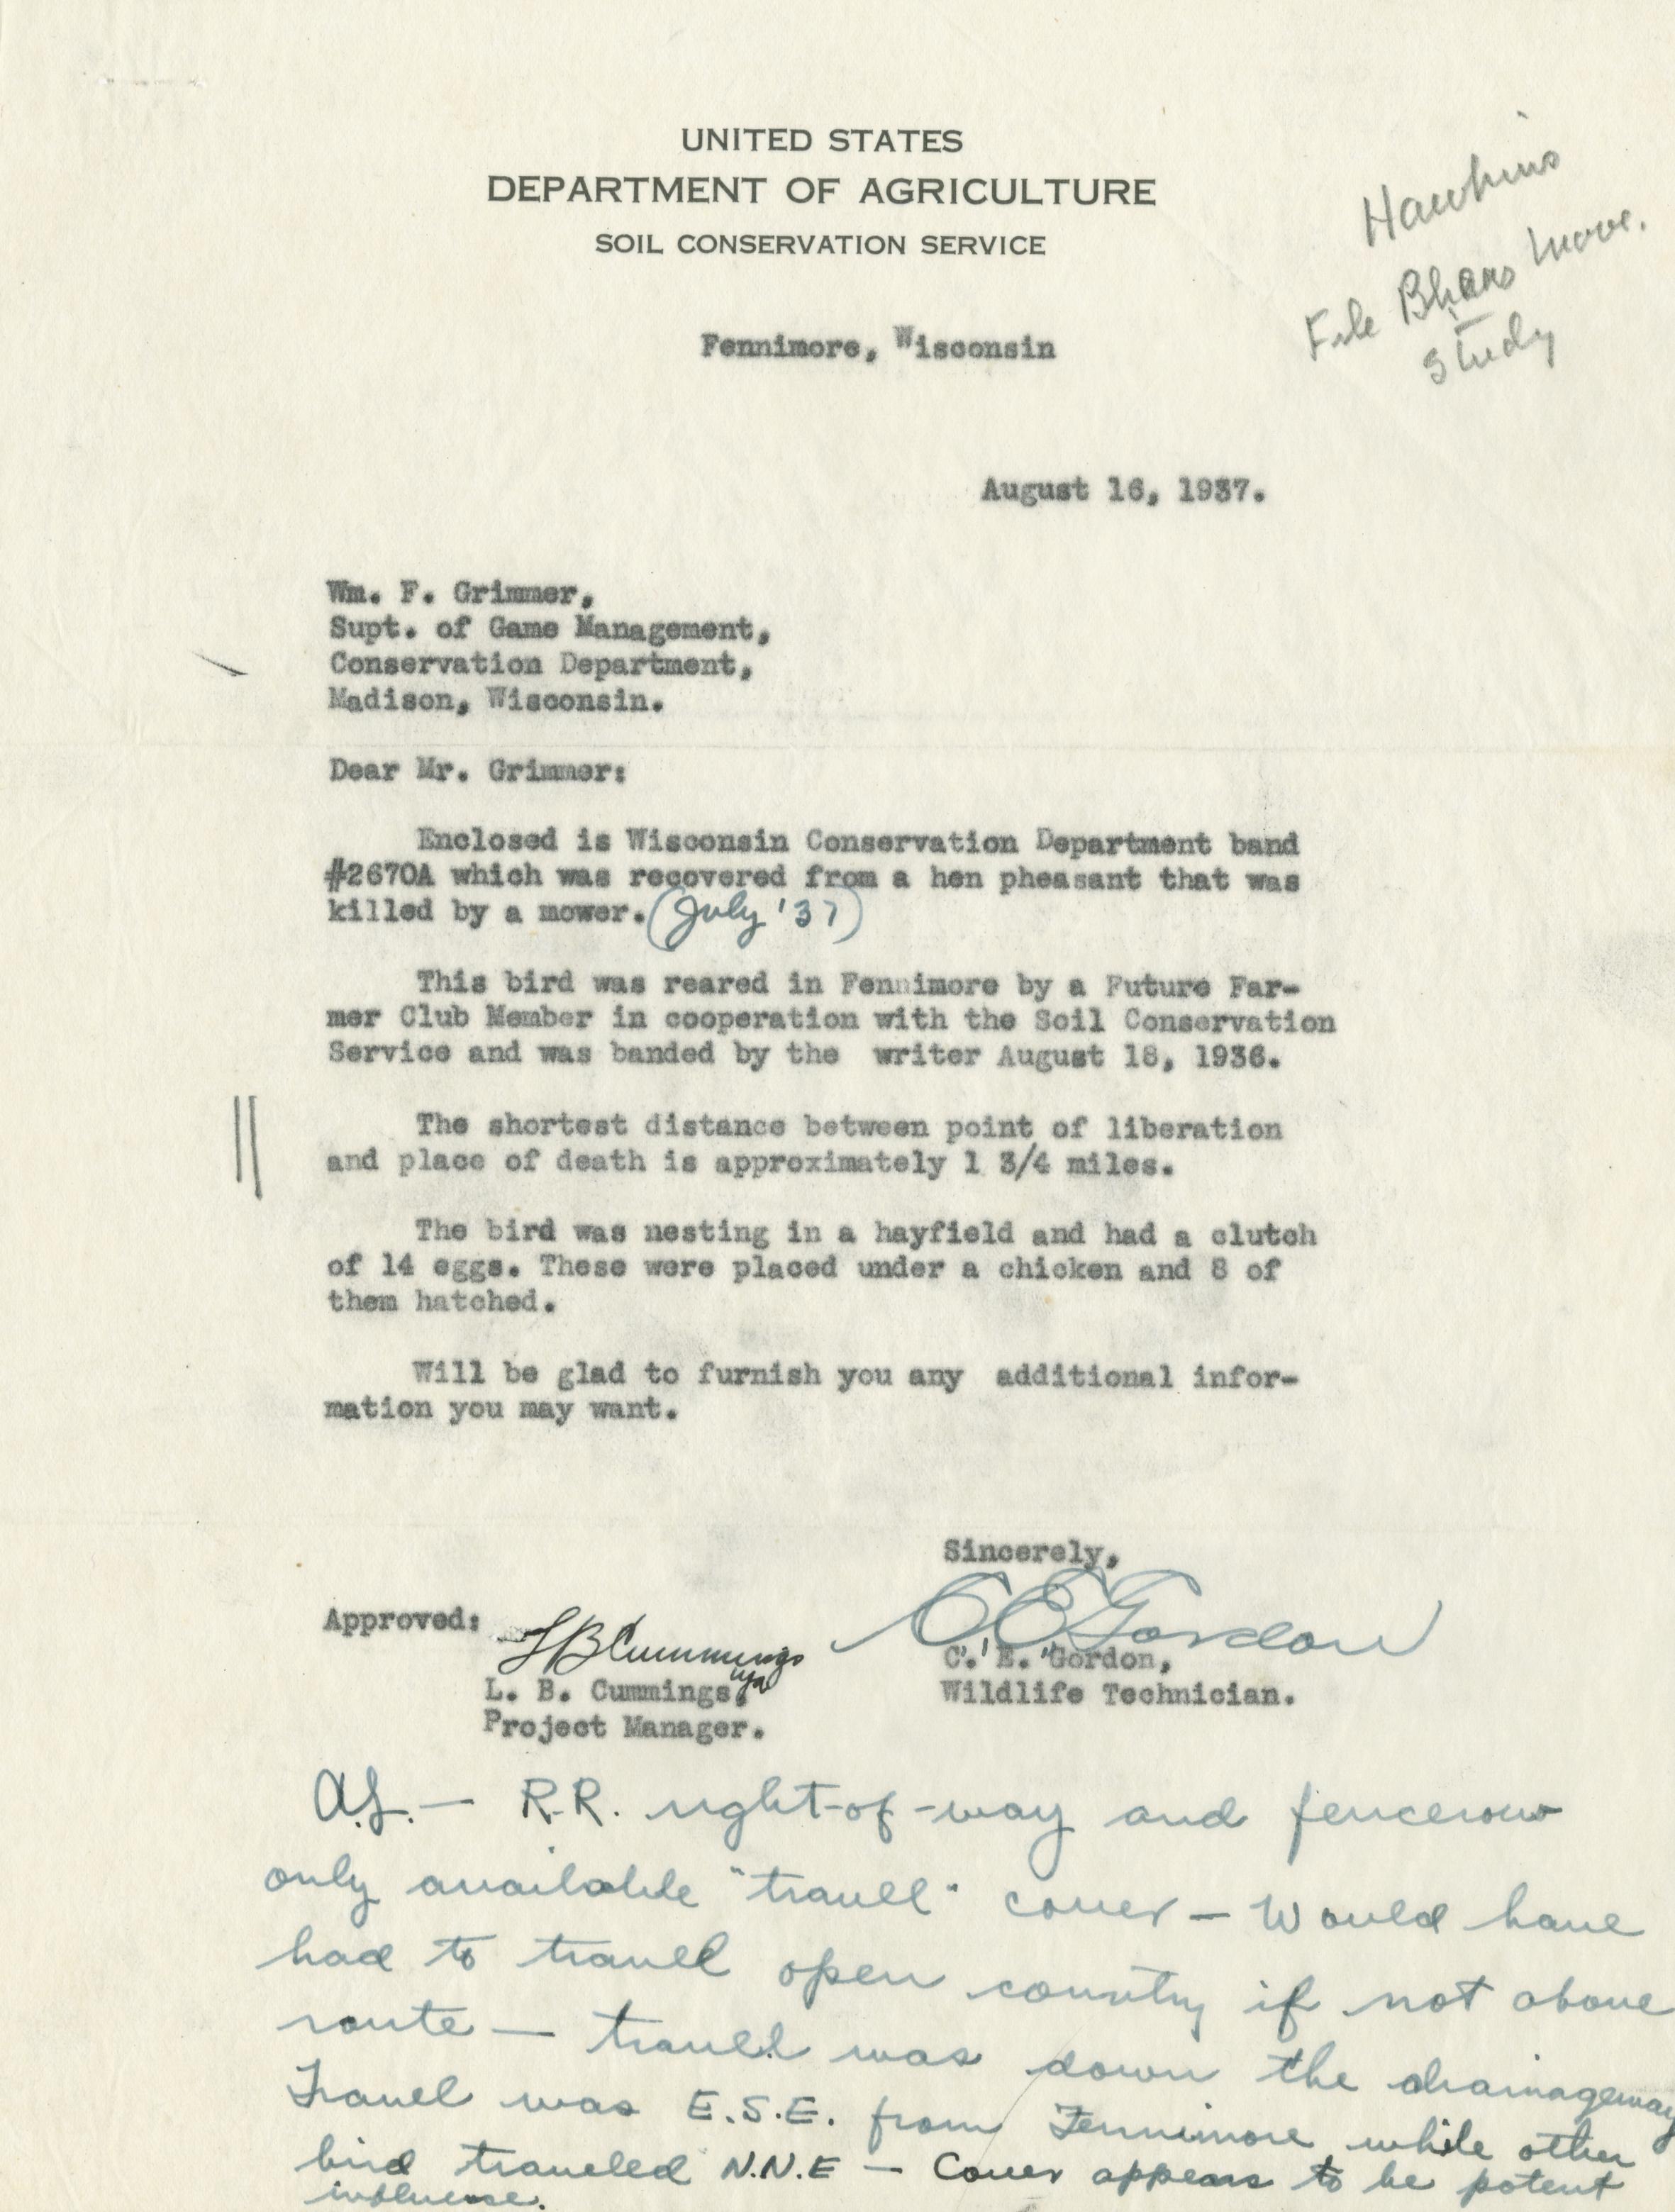 UNITED STATES
DEPARTMENT OF AGRICULTURE
SOIL CONSERVATION SERVICE
Hawkins
File Move.
Study
Fennimore, Wisconsin
August 16, 1937.
Wm. F. Grimmer,
Supt. of Game Management,
Conservation Department,
Madison, Wisconsin.
Dear Mr. Grimmer:
Enclosed is Wisconsin Conservation Department band
#2670A which was recovered from a hen pheasant that was
killed by a mower. (July '37)
This bird was reared in Fennimore by a Future Far-
mer Club Member in cooperation with the Soil Conservation
Service and was banded by the writer August 18, 1936.
The shortest distance between point of liberation
and place of death is approximately 1 3/4 miles.
The bird was nesting in a hayfield and had a clutch
of 14 eggs. These were placed under a chicken and 8 of
them hatched.
Will be glad to furnish you any additional infor-
mation you may want.
Sincerely,
C E Gordon
Approved:
L B Cummings
C. E. Gordon,
L. B. Cummings,
Wildlife Technician.
Project Manager.
A.L. — R.R. right-of-way and fencerow
only available "travell" cover — Would have
had to travell open country if not above
route — travell was down the drainageway
Travel was E.S.E. from Fennimore while other
bird traveled N.N.E — Cover appears to be potent
influence.